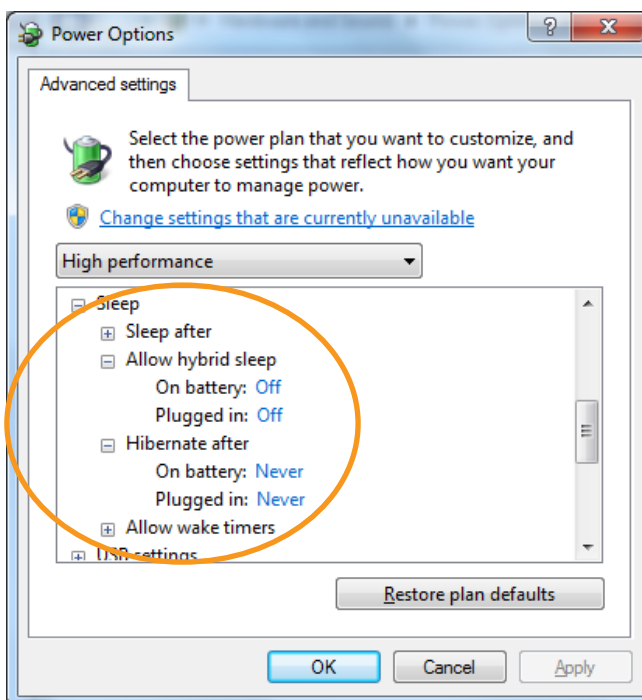 Power Options
Advanced settings
Select the power plan that you want to customize, and
then choose settings that reflect how you want your
computer to manage power.
Change settings that are currently unavailable
High performance
Sleep
Sleep after
Allow hybrid sleep
On battery: Off
Plugged in: Off
Hibernate after
On battery: Never
Plugged in: Never
Allow wake timers
USB settings
Restore plan defaults
OK Cancel Apply